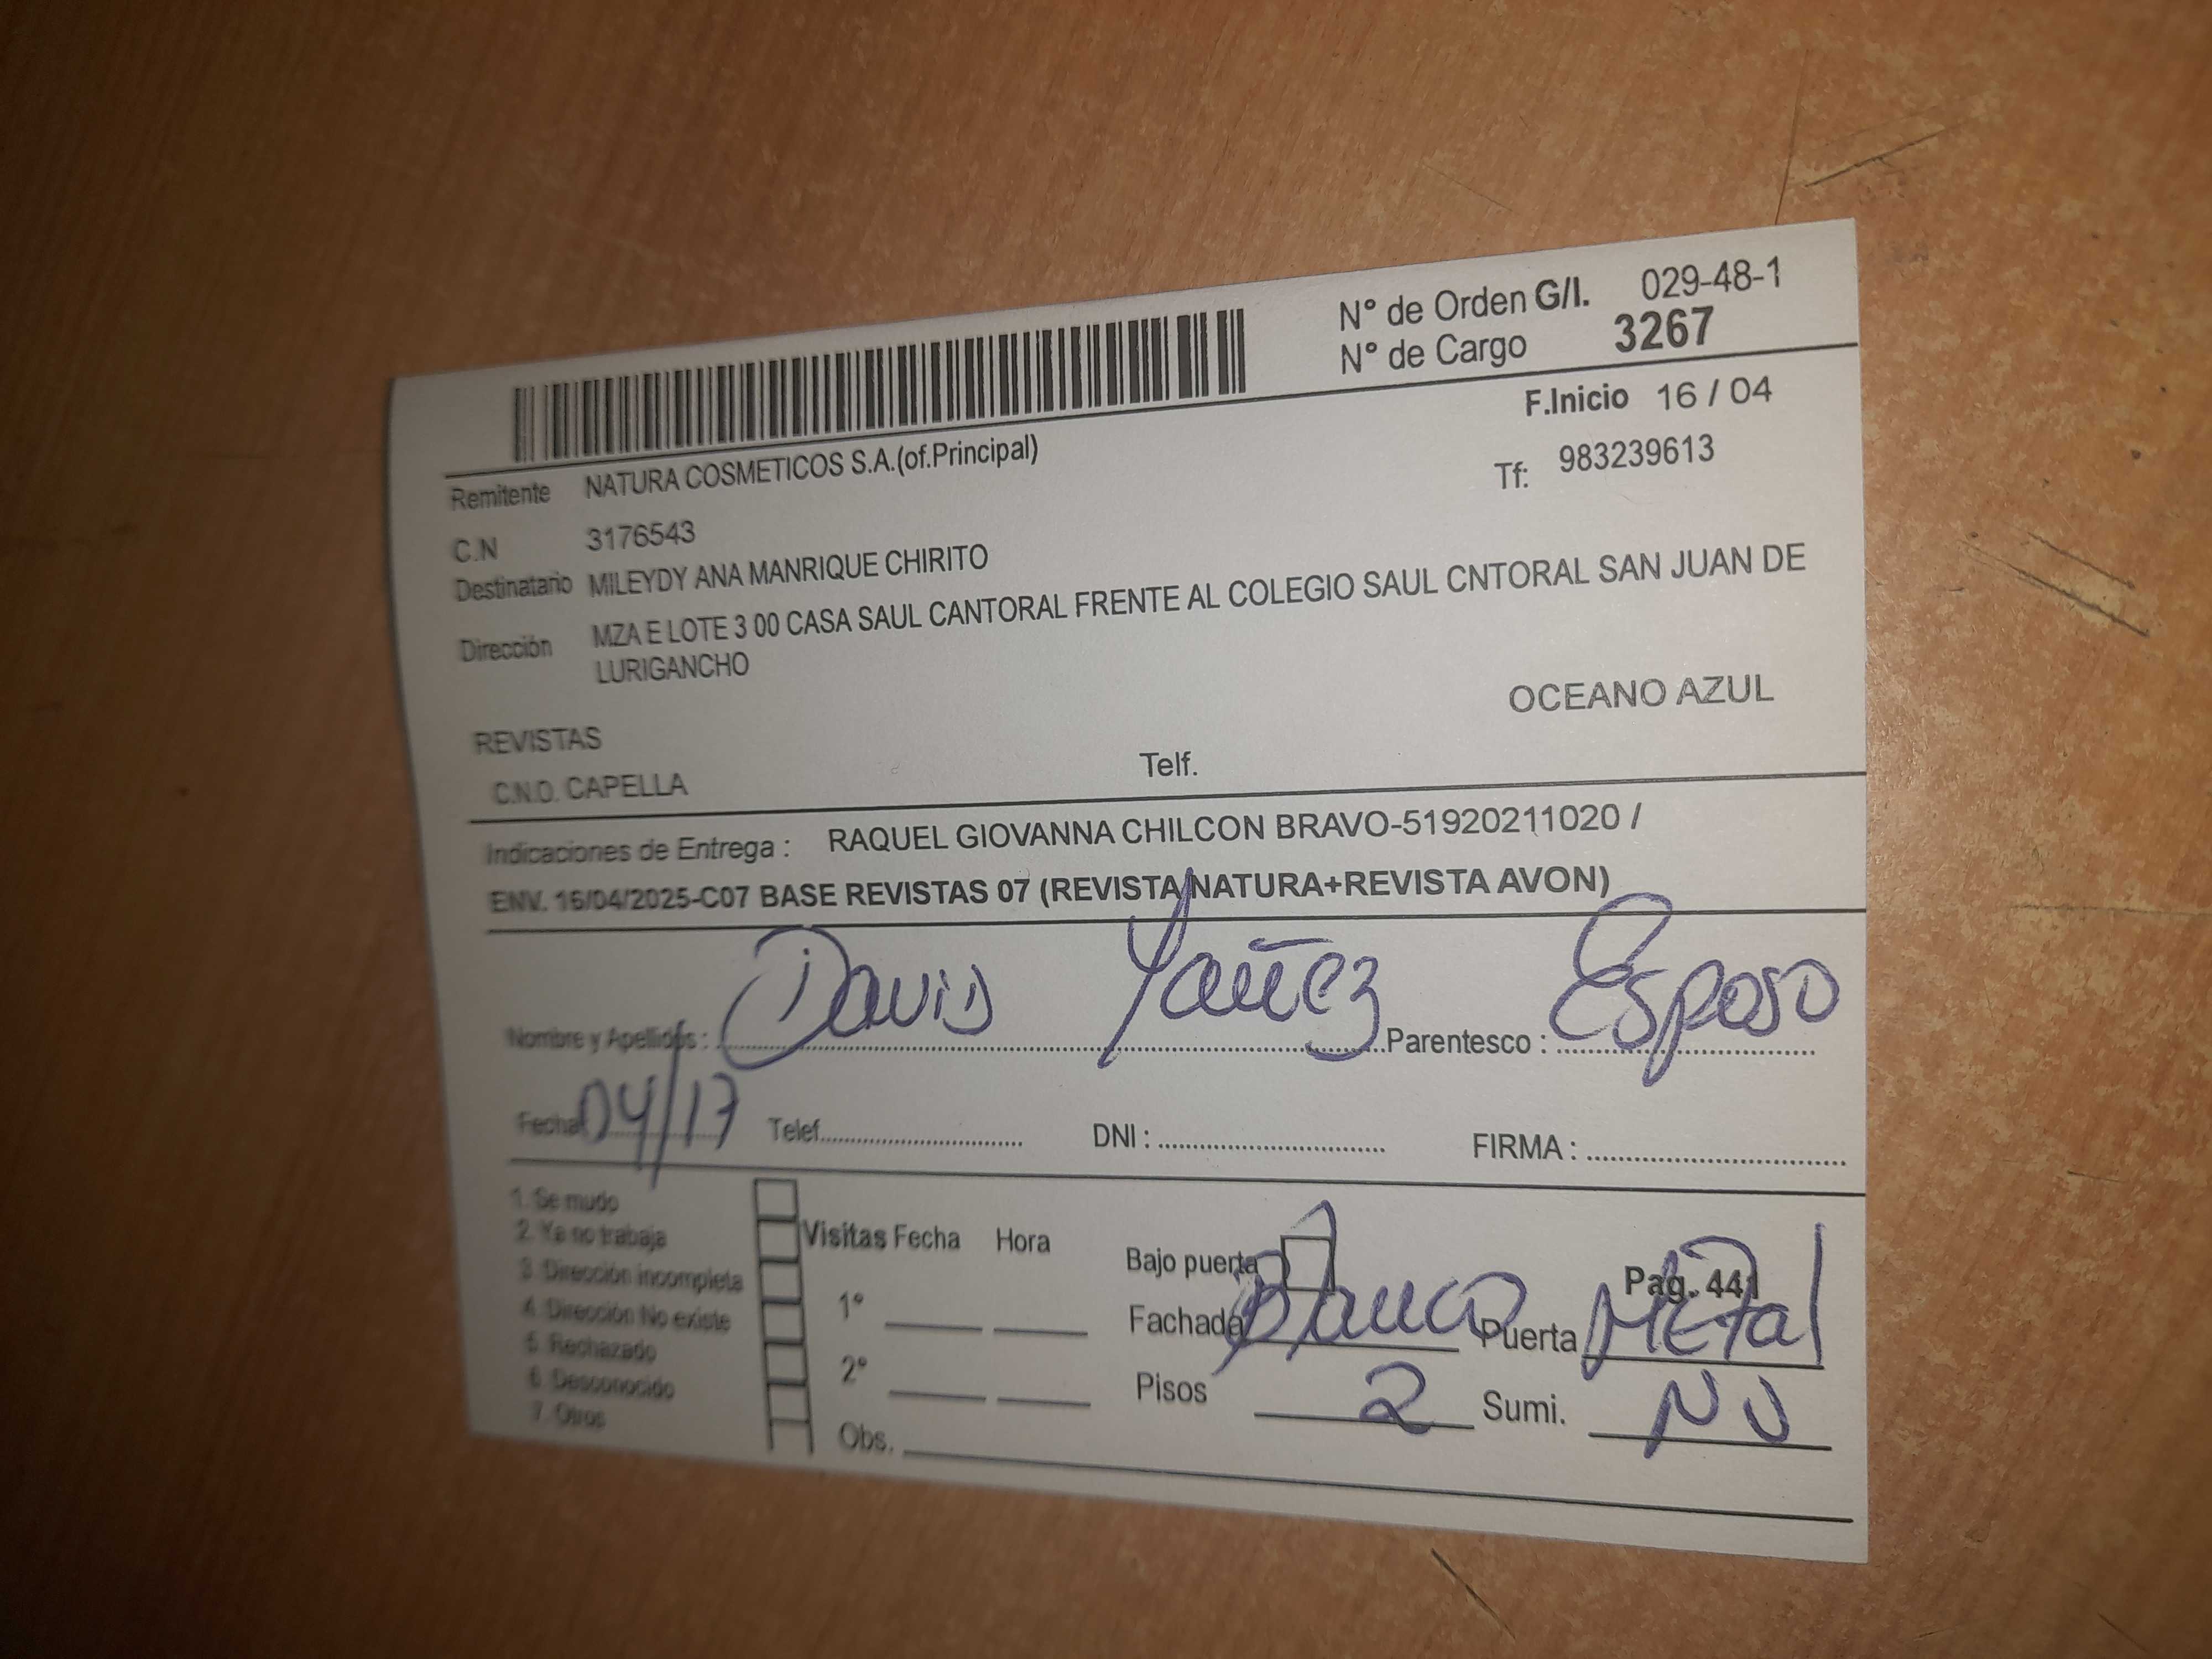 N° de Orden G/I. 029-48-1
N° de Cargo 3267
F.Inicio 16 / 04
Remitente NATURA COSMETICOS S.A.(of.Principal)
Tf: 983239613
C.N 3176543
Destinatario MILEYDY ANA MANRIQUE CHIRITO
Dirección MZA E LOTE 3 00 CASA SAUL CANTORAL FRENTE AL COLEGIO SAUL CNTORAL SAN JUAN DE
LURIGANCHO
OCEANO AZUL
REVISTAS
C.N.O. CAPELLA Telf.
Indicaciones de Entrega : RAQUEL GIOVANNA CHILCON BRAVO-51920211020 /
ENV. 16/04/2025-C07 BASE REVISTAS 07 (REVISTA NATURA+REVISTA AVON)
Nombre y Apellidos : David Yañez Parentesco : Esposo
Fecha 04/17 Telef. DNI : FIRMA :
1. Se mudo
2. Ya no trabaja
3. Dirección incompleta
4. Dirección No existe
5. Rechazado
6. Desconocido
7. Otros
Visitas Fecha Hora
1°
2°
Obs.
Bajo puerta Pag. 441
Fachada Blanco Puerta Metal
Pisos 2 Sumi. NO